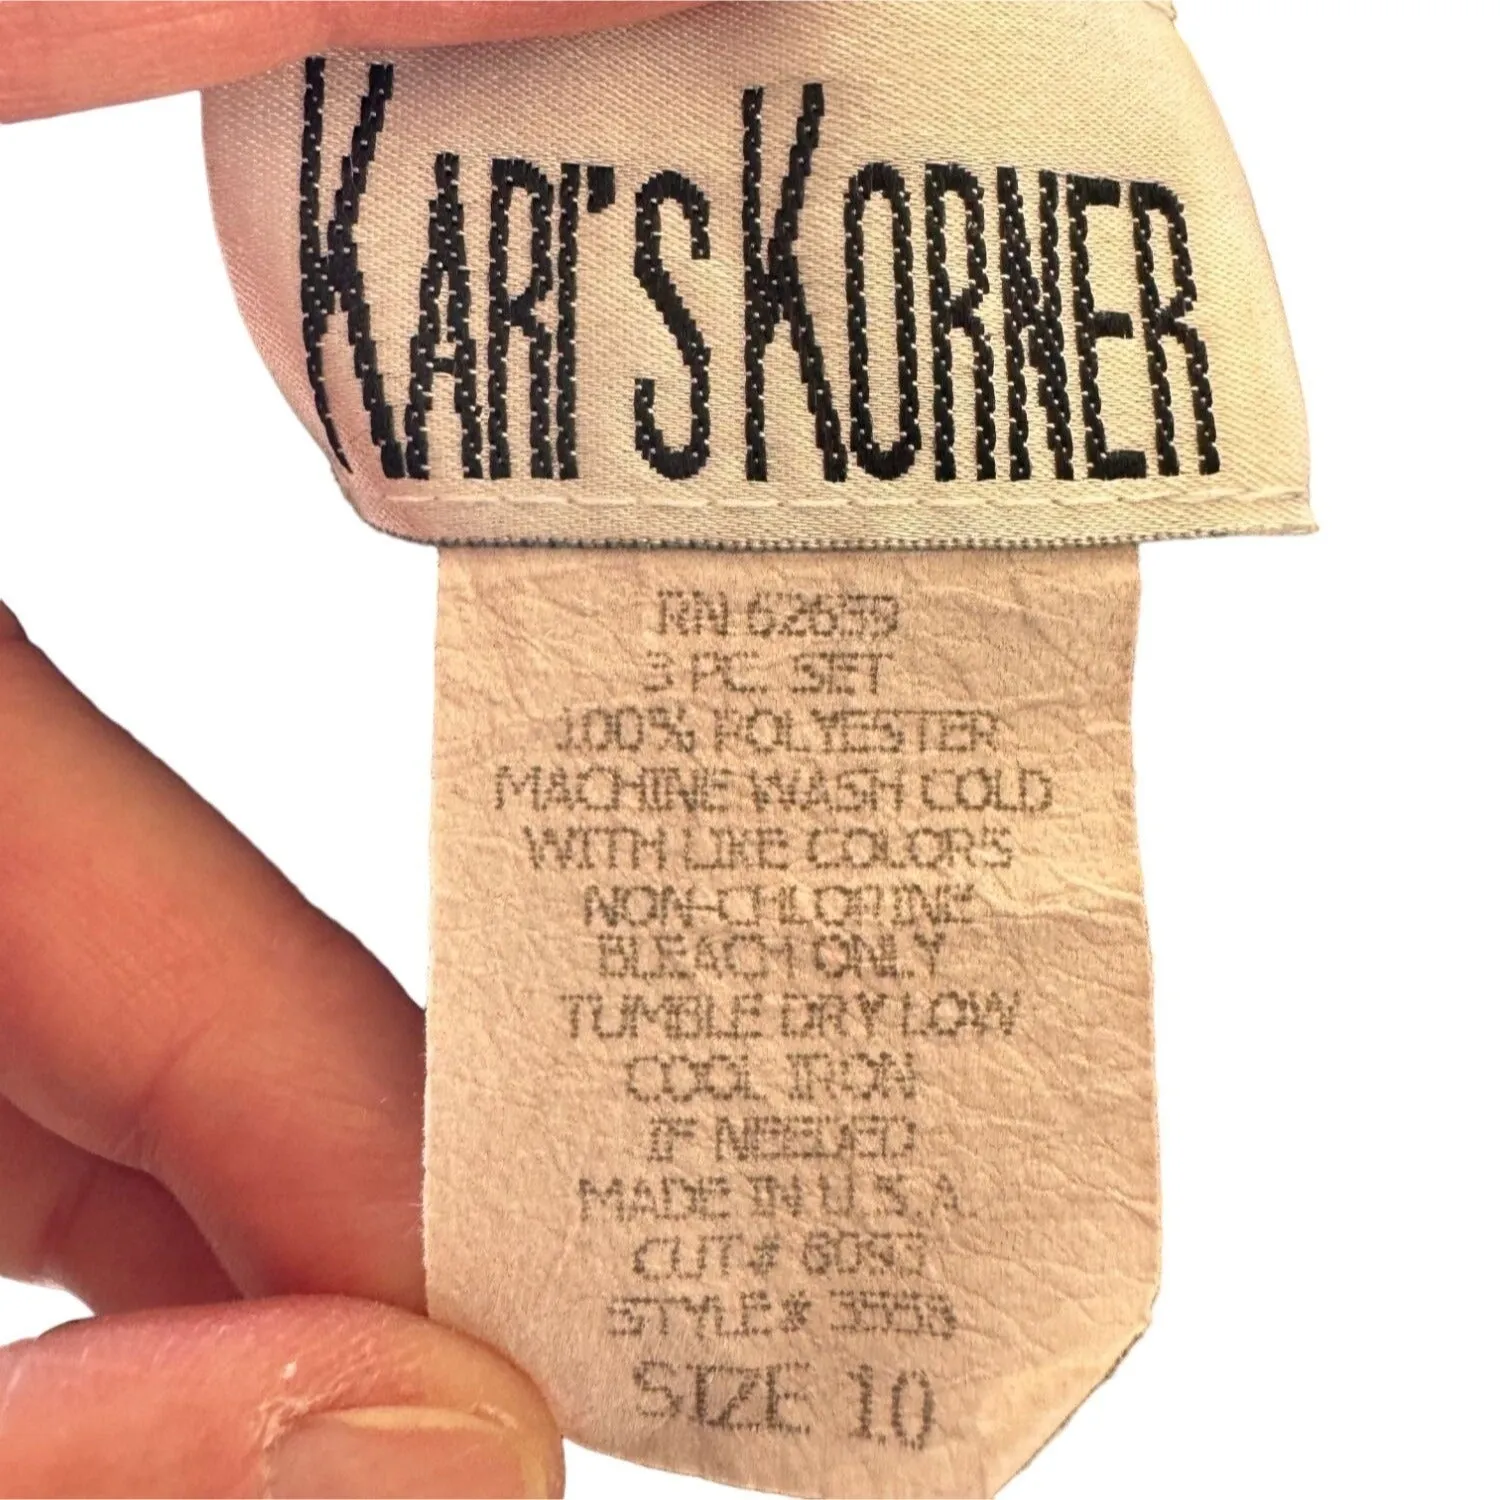 KARI'S KORNER
RN 62659
3 PC. SET
100% POLYESTER
MACHINE WASH COLD
WITH LIKE COLORS
NON-CHLORINE
BLEACH ONLY
TUMBLE DRY LOW
COOL IRON
IF NEEDED
MADE IN U.S.A.
CUT#
STYLE# 3558
SIZE 10